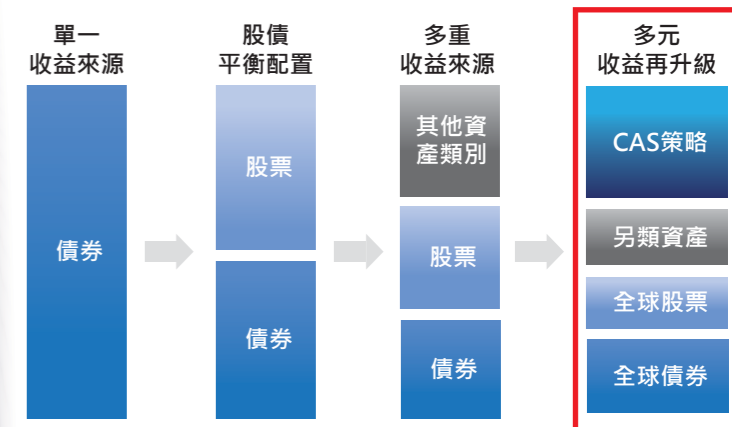 單一
收益來源
債券
股債
平衡配置
股票
債券
多重
收益來源
其他資
產類別
股票
債券
多元
收益再升級
CAS策略
另類資產
全球股票
全球債券